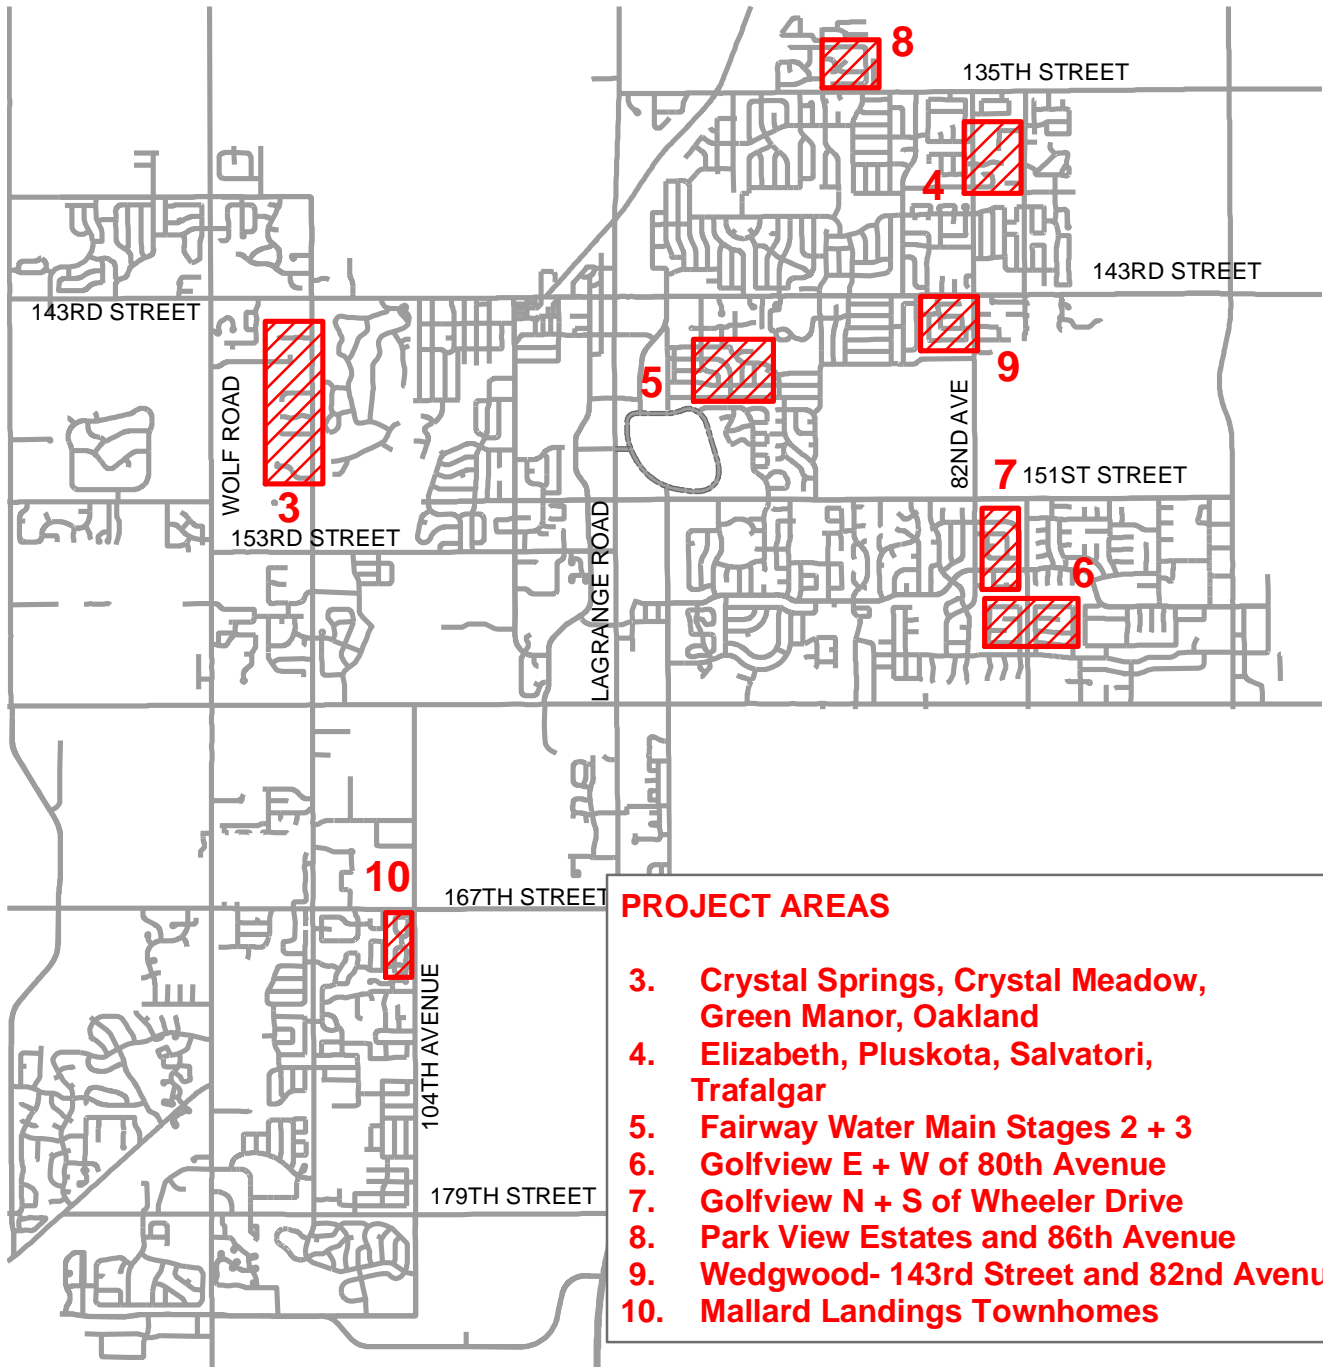 8
135TH STREET
4
143RD STREET
143RD STREET
9
5
WOLF ROAD
82ND AVE
7
151ST STREET
3
153RD STREET
LAGRANGE ROAD
6
10
167TH STREET
104TH AVENUE
179TH STREET
PROJECT AREAS
3. Crystal Springs, Crystal Meadow,
Green Manor, Oakland
4. Elizabeth, Pluskota, Salvatori,
Trafalgar
5. Fairway Water Main Stages 2 + 3
6. Golfview E + W of 80th Avenue
7. Golfview N + S of Wheeler Drive
8. Park View Estates and 86th Avenue
9. Wedgwood- 143rd Street and 82nd Avenu
10. Mallard Landings Townhomes